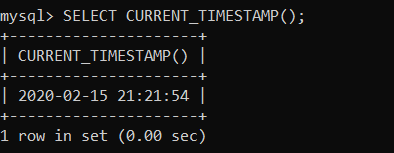 mysql> SELECT CURRENT_TIMESTAMP();
+---------------------+
| CURRENT_TIMESTAMP() |
+---------------------+
| 2020-02-15 21:21:54 |
+---------------------+
1 row in set (0.00 sec)